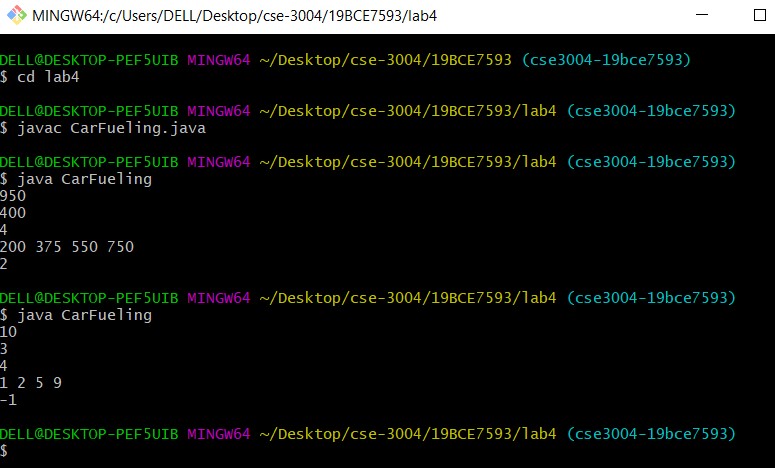 MINGW64:/c/Users/DELL/Desktop/cse-3004/19BCE7593/lab4
DELL@DESKTOP-PEF5UIB MINGW64 ~/Desktop/cse-3004/19BCE7593 (cse3004-19bce7593)
$ cd lab4
DELL@DESKTOP-PEF5UIB MINGW64 ~/Desktop/cse-3004/19BCE7593/lab4 (cse3004-19bce7593)
$ javac CarFueling.java
DELL@DESKTOP-PEF5UIB MINGW64 ~/Desktop/cse-3004/19BCE7593/lab4 (cse3004-19bce7593)
$ java CarFueling
950
400
4
200 375 550 750
2
DELL@DESKTOP-PEF5UIB MINGW64 ~/Desktop/cse-3004/19BCE7593/lab4 (cse3004-19bce7593)
$ java CarFueling
10
3
4
1 2 5 9
-1
DELL@DESKTOP-PEF5UIB MINGW64 ~/Desktop/cse-3004/19BCE7593/lab4 (cse3004-19bce7593)
$